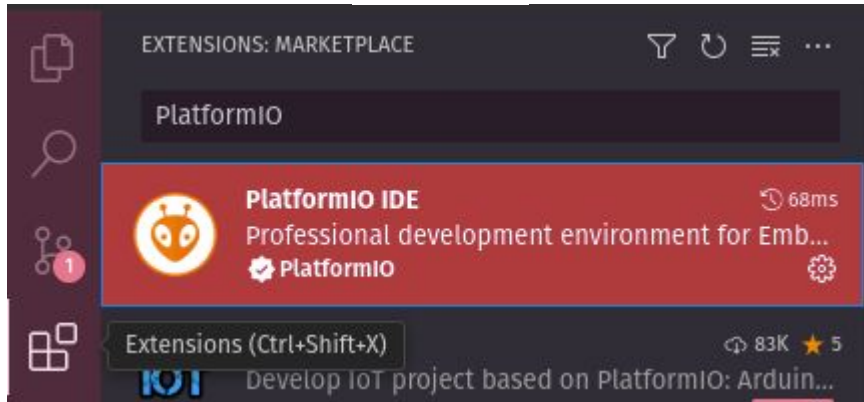 EXTENSIONS: MARKETPLACE
PlatformIO
PlatformIO IDE
68ms
Professional development environment for Emb...
PlatformIO
1
Extensions (Ctrl+Shift+X)
83K
5
IOT
Develop IoT project based on PlatformIO: Arduin...